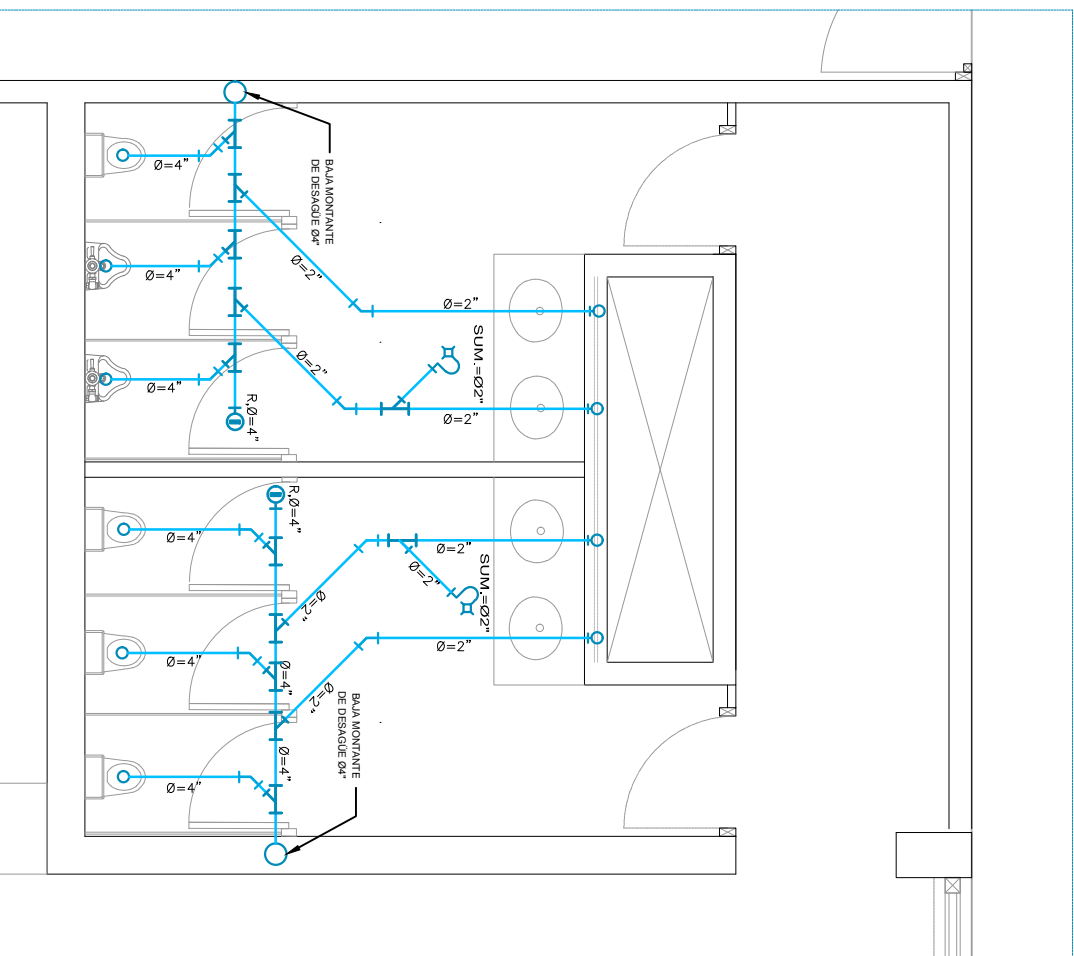 BAJA MONTANTE
DE DESAGÜE Ø4"
Ø=4"
Ø=4"
Ø=4"
Ø=2"
Ø=2"
Ø=2"
Ø=2"
SUM.=Ø2"
R,Ø=4"
R,Ø=4"
Ø=4"
Ø=2"
Ø=2"
SUM.=Ø2"
Ø=2"
Ø=2"
Ø=4"
Ø=4"
Ø=2"
BAJA MONTANTE
DE DESAGÜE Ø4"
Ø=4"
Ø=4"